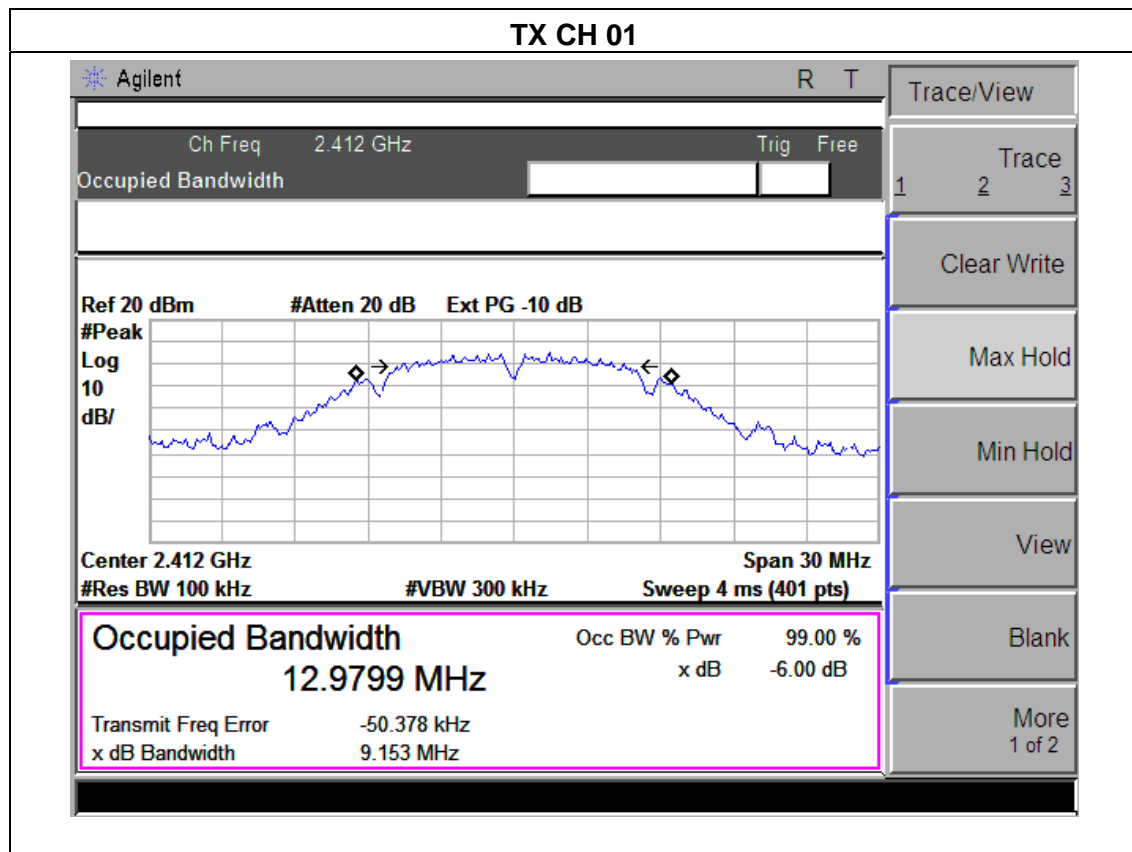 TX CH 01
Agilent R T
Trace/View
Ch Freq 2.412 GHz Trig Free
Occupied Bandwidth
Trace
1 2 3
Clear Write
Ref 20 dBm #Atten 20 dB Ext PG -10 dB
#Peak
Log
10
dB/
Max Hold
Min Hold
View
Center 2.412 GHz Span 30 MHz
#Res BW 100 kHz #VBW 300 kHz Sweep 4 ms (401 pts)
Occupied Bandwidth Occ BW % Pwr 99.00 %
12.9799 MHz x dB -6.00 dB
Blank
Transmit Freq Error -50.378 kHz
x dB Bandwidth 9.153 MHz
More
1 of 2